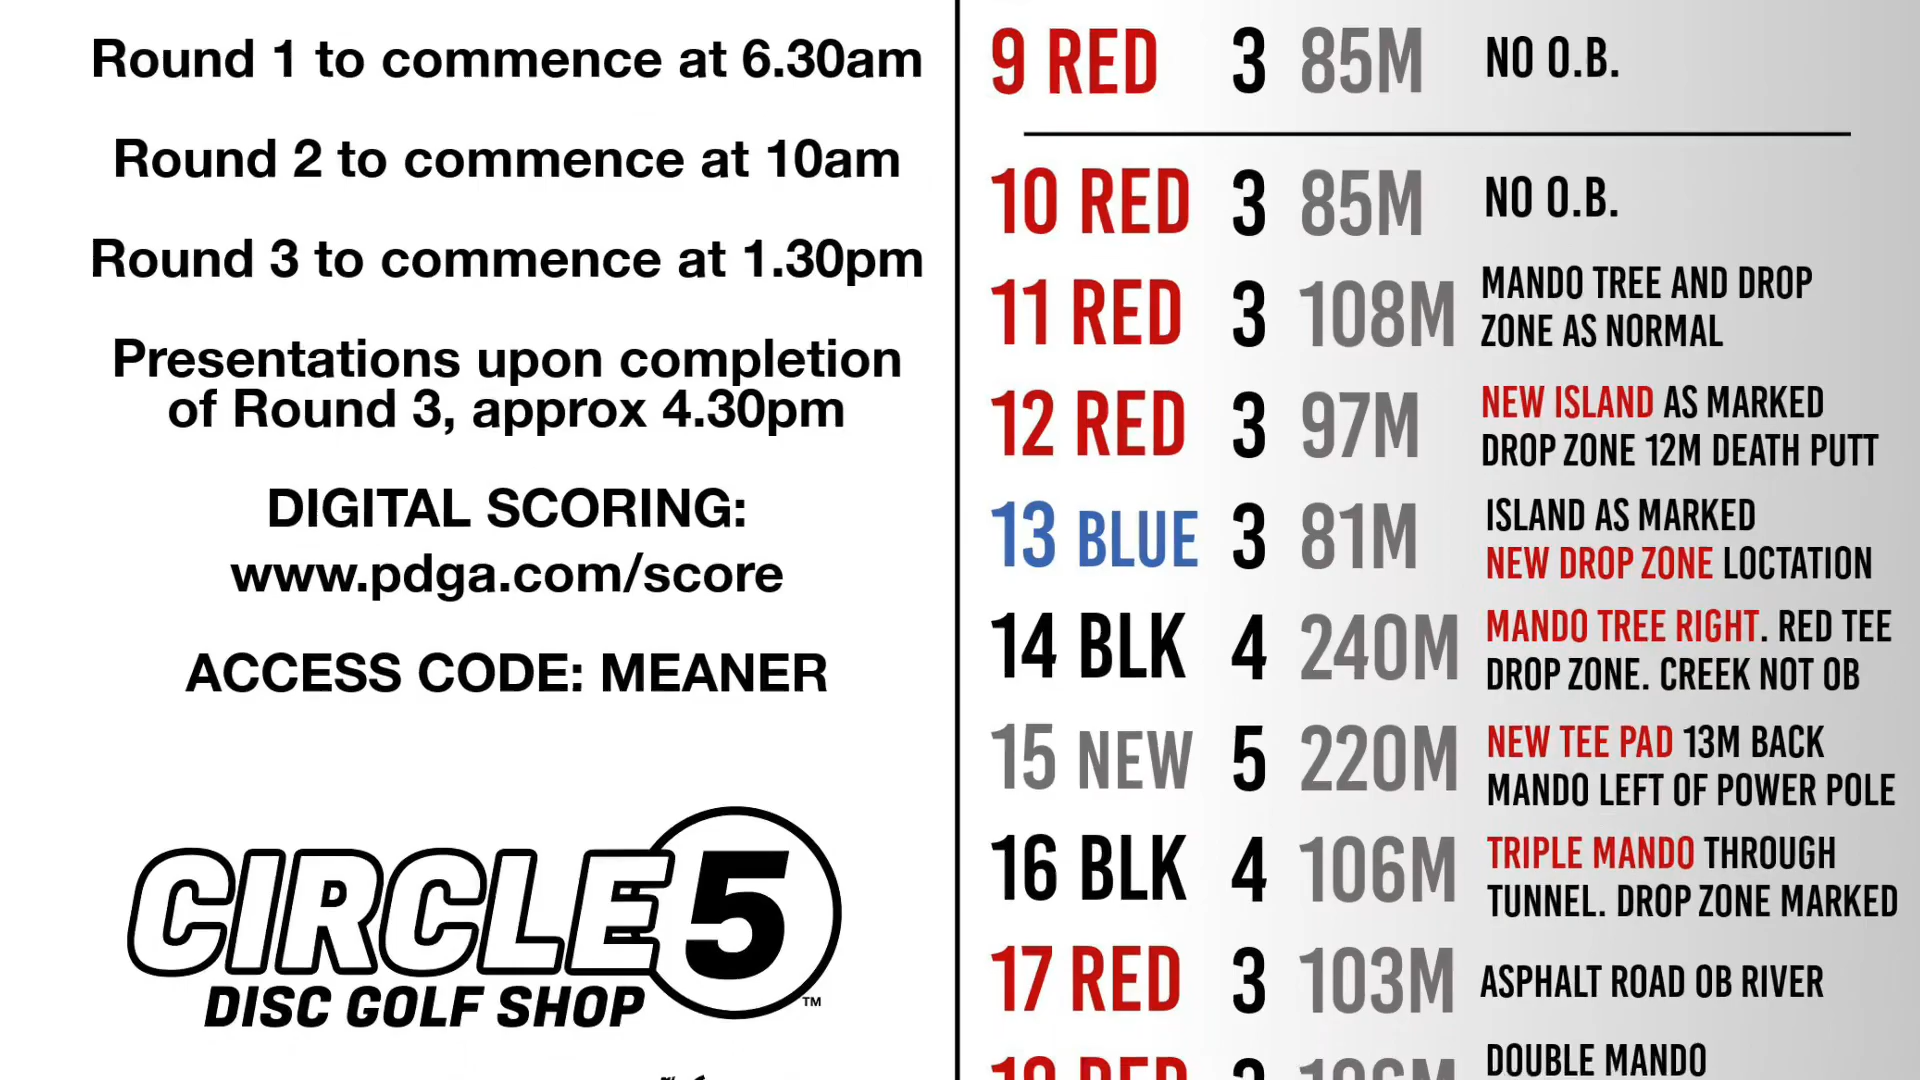 Round 1 to commence at 6.30am
Round 2 to commence at 10am
Round 3 to commence at 1.30pm
Presentations upon completion
of Round 3, approx 4.30pm
DIGITAL SCORING:
www.pdga.com/score
ACCESS CODE: MEANER
CIRCLE 5
DISC GOLF SHOP
™
9 RED 3 85M NO O.B.
10 RED 3 85M NO O.B.
11 RED 3 108M MANDO TREE AND DROP
ZONE AS NORMAL
12 RED 3 97M NEW ISLAND AS MARKED
DROP ZONE 12M DEATH PUTT
13 BLUE 3 81M ISLAND AS MARKED
NEW DROP ZONE LOCTATION
14 BLK 4 240M MANDO TREE RIGHT. RED TEE
DROP ZONE. CREEK NOT OB
15 NEW 5 220M NEW TEE PAD 13M BACK
MANDO LEFT OF POWER POLE
16 BLK 4 106M TRIPLE MANDO THROUGH
TUNNEL. DROP ZONE MARKED
17 RED 3 103M ASPHALT ROAD OB RIVER
DOUBLE MANDO